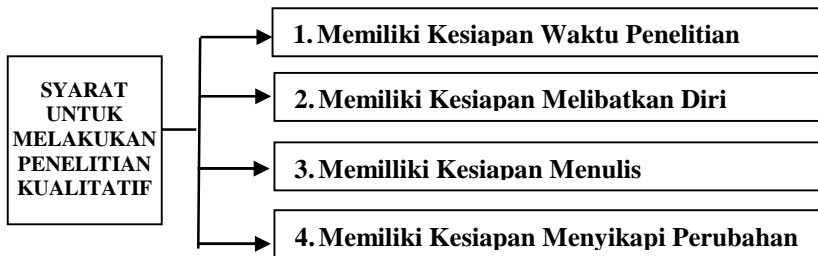 SYARAT
UNTUK
MELAKUKAN
PENELITIAN
KUALITATIF
1. Memiliki Kesiapan Waktu Penelitian
2. Memiliki Kesiapan Melibatkan Diri
3. Memilliki Kesiapan Menulis
4. Memiliki Kesiapan Menyikapi Perubahan